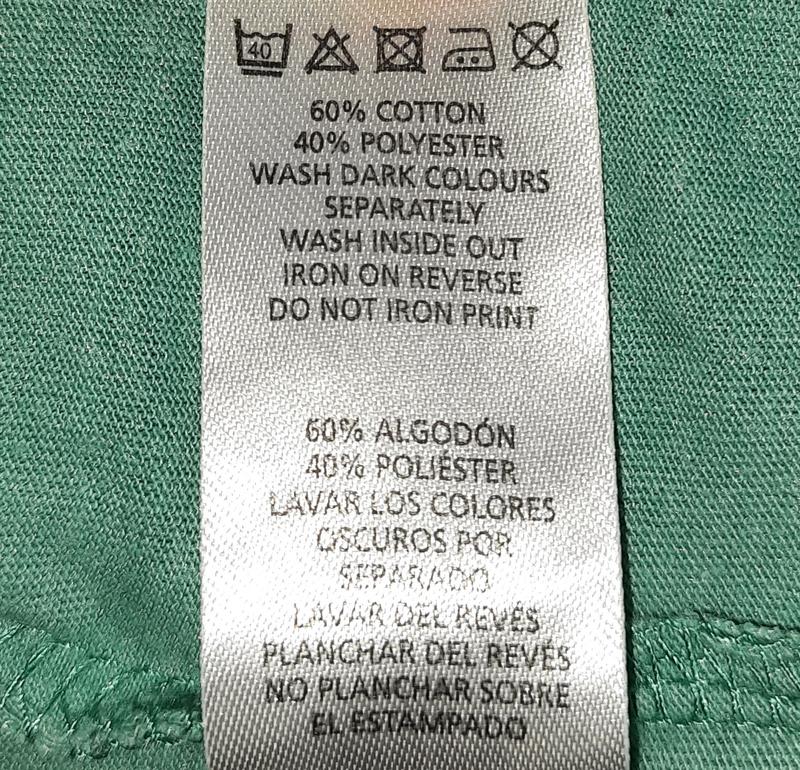 40
60% COTTON
40% POLYESTER
WASH DARK COLOURS
SEPARATELY
WASH INSIDE OUT
IRON ON REVERSE
DO NOT IRON PRINT
60% ALGODÓN
40% POLIÉSTER
LAVAR LOS COLORES
OSCUROS POR
SEPARADO
LAVAR DEL REVÉS
PLANCHAR DEL REVÉS
NO PLANCHAR SOBRE
EL ESTAMPADO